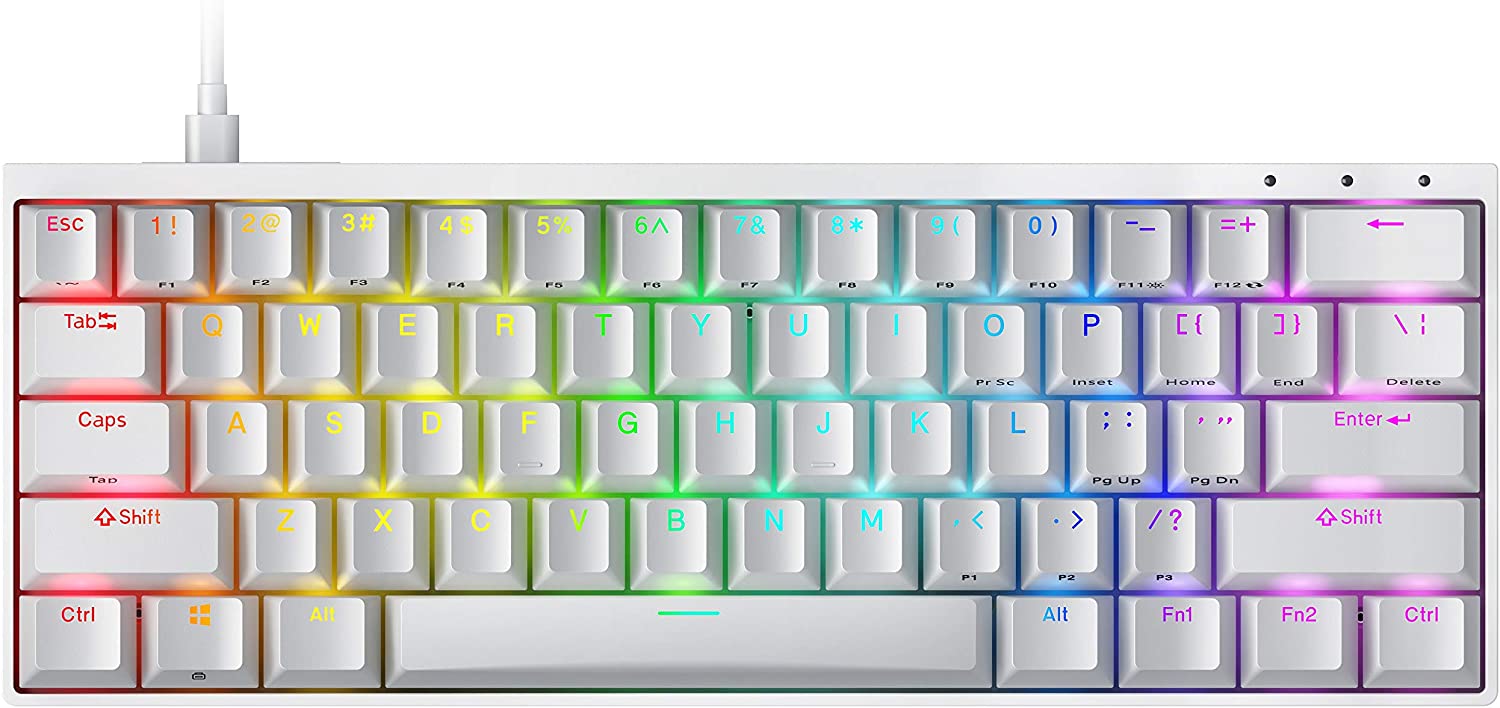 Esc 1! 2@ 3# 4$ 5% 6^ 7& 8* 9( 0) -_ =+ ←
`~ F1 F2 F3 F4 F5 F6 F7 F8 F9 F10 F11 F12
Tab Q W E R T Y U I O P [{ ]} \¦
Pr Sc Inset Home End Delete
Caps A S D F G H J K L ;: '" Enter
Tap Pg Up Pg Dn
Shift Z X C V B N M ,< .> /? Shift
P1 P2 P3
Ctrl Alt Alt Fn1 Fn2 Ctrl